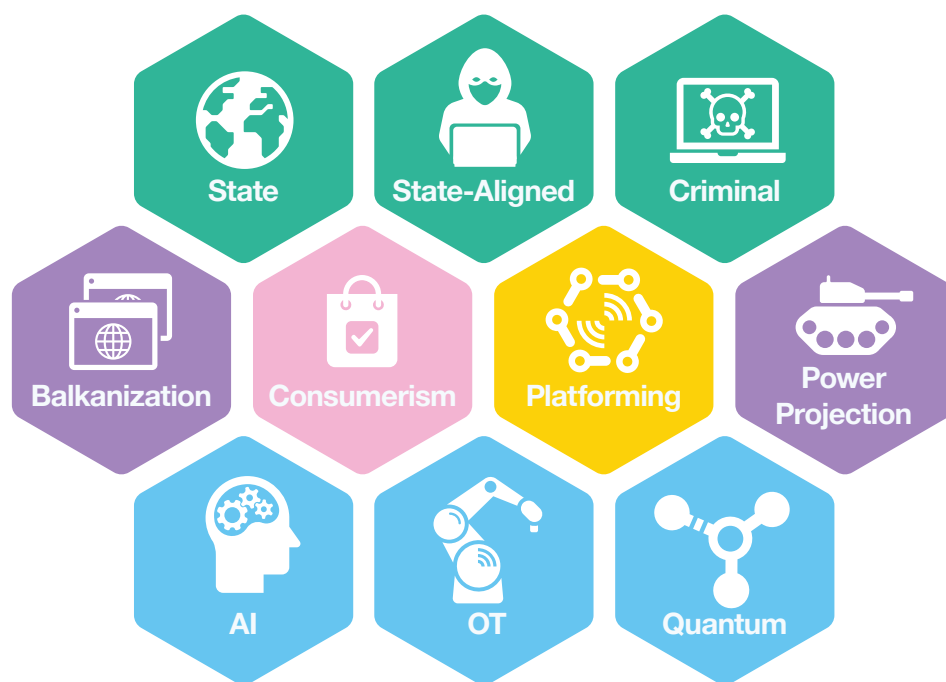 State
State-Aligned
Criminal
Balkanization
Consumerism
Platforming
Power
Projection
AI
OT
Quantum